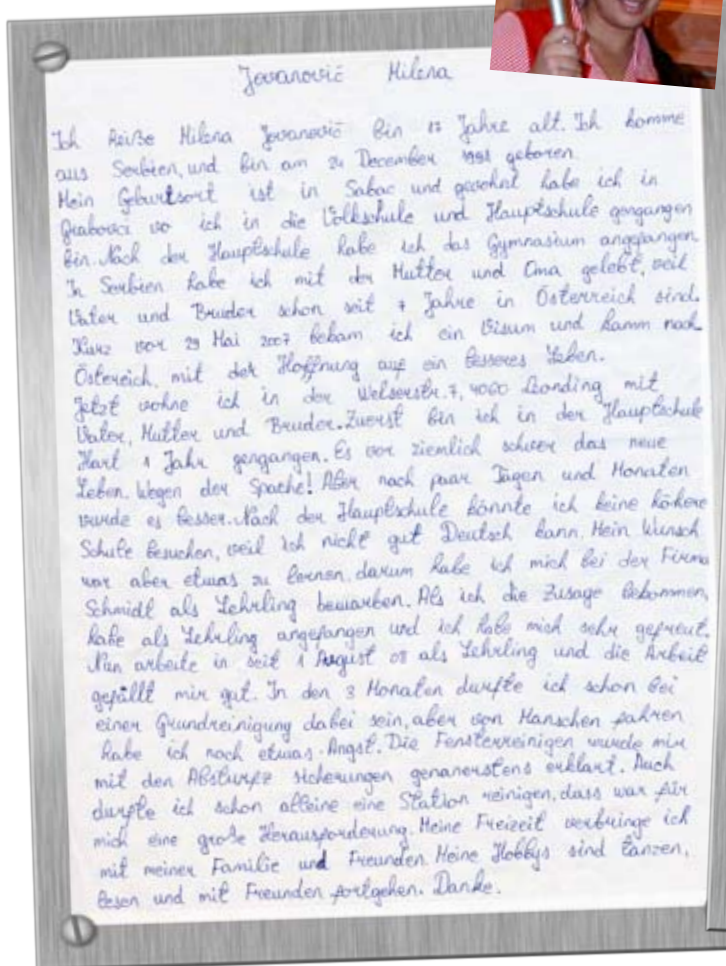 Jovanović Milena
Ich heiße Milena Jovanović bin 17 Jahre alt. Ich komme
aus Serbien, und bin am 24 December 1991 geboren.
Mein Geburtsort ist in Sabac und gewohnt habe ich in
Grabovci wo ich in die Volkschule und Hauptschule gengangen
bin. Nach der Hauptschule habe ich das Gymnasium angefangen.
In Serbien habe ich mit der Mutter und Oma gelebt, weil
Vater und Bruder schon seit 7 Jahre in Österreich sind.
Kurz vor 29 Mai 2007 bekam ich ein Visum und kamm nach
Östereich, mit der Hoffnung auf ein besseres Leben.
Jetzt wohne ich in der Welserstr. 7, 4060 Leonding mit
Vater, Mutter und Bruder. Zuerst bin ich in der Hauptschule
Hart 1 Jahr gengangen. Es war ziemlich schwer das neue
Leben. Wegen der Spache! Aber nach paar Tagen und Monaten
wurde es besser. Nach der Hauptschule könnte ich keine höhere
Schule besuchen, weil ich nicht gut Deutsch kann. Mein Wunsch
war aber etwas zu lernen, darum habe ich mich bei der Firma
Schmidt als Lehrling bewarben. Als ich die Zusage bekommen,
habe als Lehrling angefangen und ich habe mich sehr gefreut.
Nun arbeite in seit 1 August 08 als Lehrling und die Arbeit
gefällt mir gut. In den 3 Monaten durfte ich schon bei
einer Grundreinigung dabei sein, aber von Manschen fahren
habe ich noch etwas Angst. Die Fensterreinigen wurde mir
mit den Absturz sicherungen genanerstens erklart. Auch
durfte ich schon alleine eine Station reinigen, dass war für
mich eine große Herausforderung. Meine Freizeit verbringe ich
mit meiner Familie und Freunden. Meine Hobbys sind tanzen,
lesen und mit Freunden fortgehen. Danke.